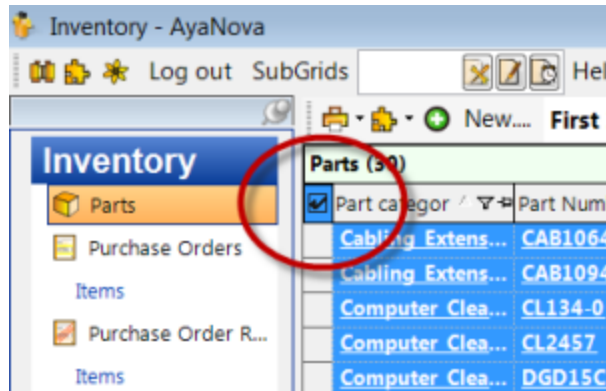 Inventory - AyaNova
Log out SubGrids Hel
New.... First
Inventory
Parts (30)
Parts
Part categor Part Num
Purchase Orders
Cabling Extens... CAB1064
Cabling Extens... CAB1094
Items
Computer Clea... CL134-0
Purchase Order R...
Computer Clea... CL2457
Items
Computer Clea... DGD15C